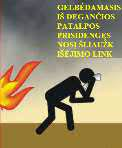 GELBĖDAMASIS
IŠ DEGANČIOS
PATALPOS
PRISIDENGĘS
NOSĮ ŠLIAUŽK
IŠĖJIMO LINK